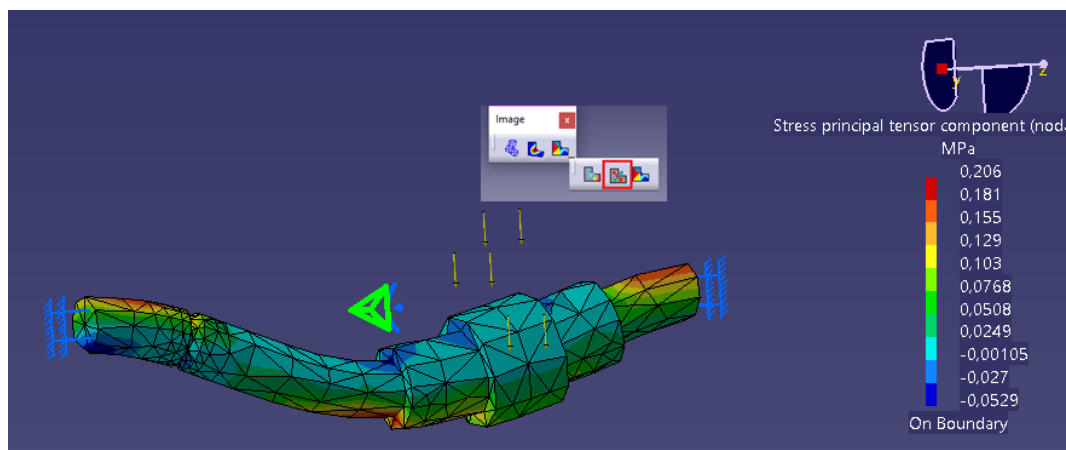 Image
x
y
z
Stress principal tensor component (noda
MPa
0,206
0,181
0,155
0,129
0,103
0,0768
0,0508
0,0249
-0,00105
-0,027
-0,0529
On Boundary